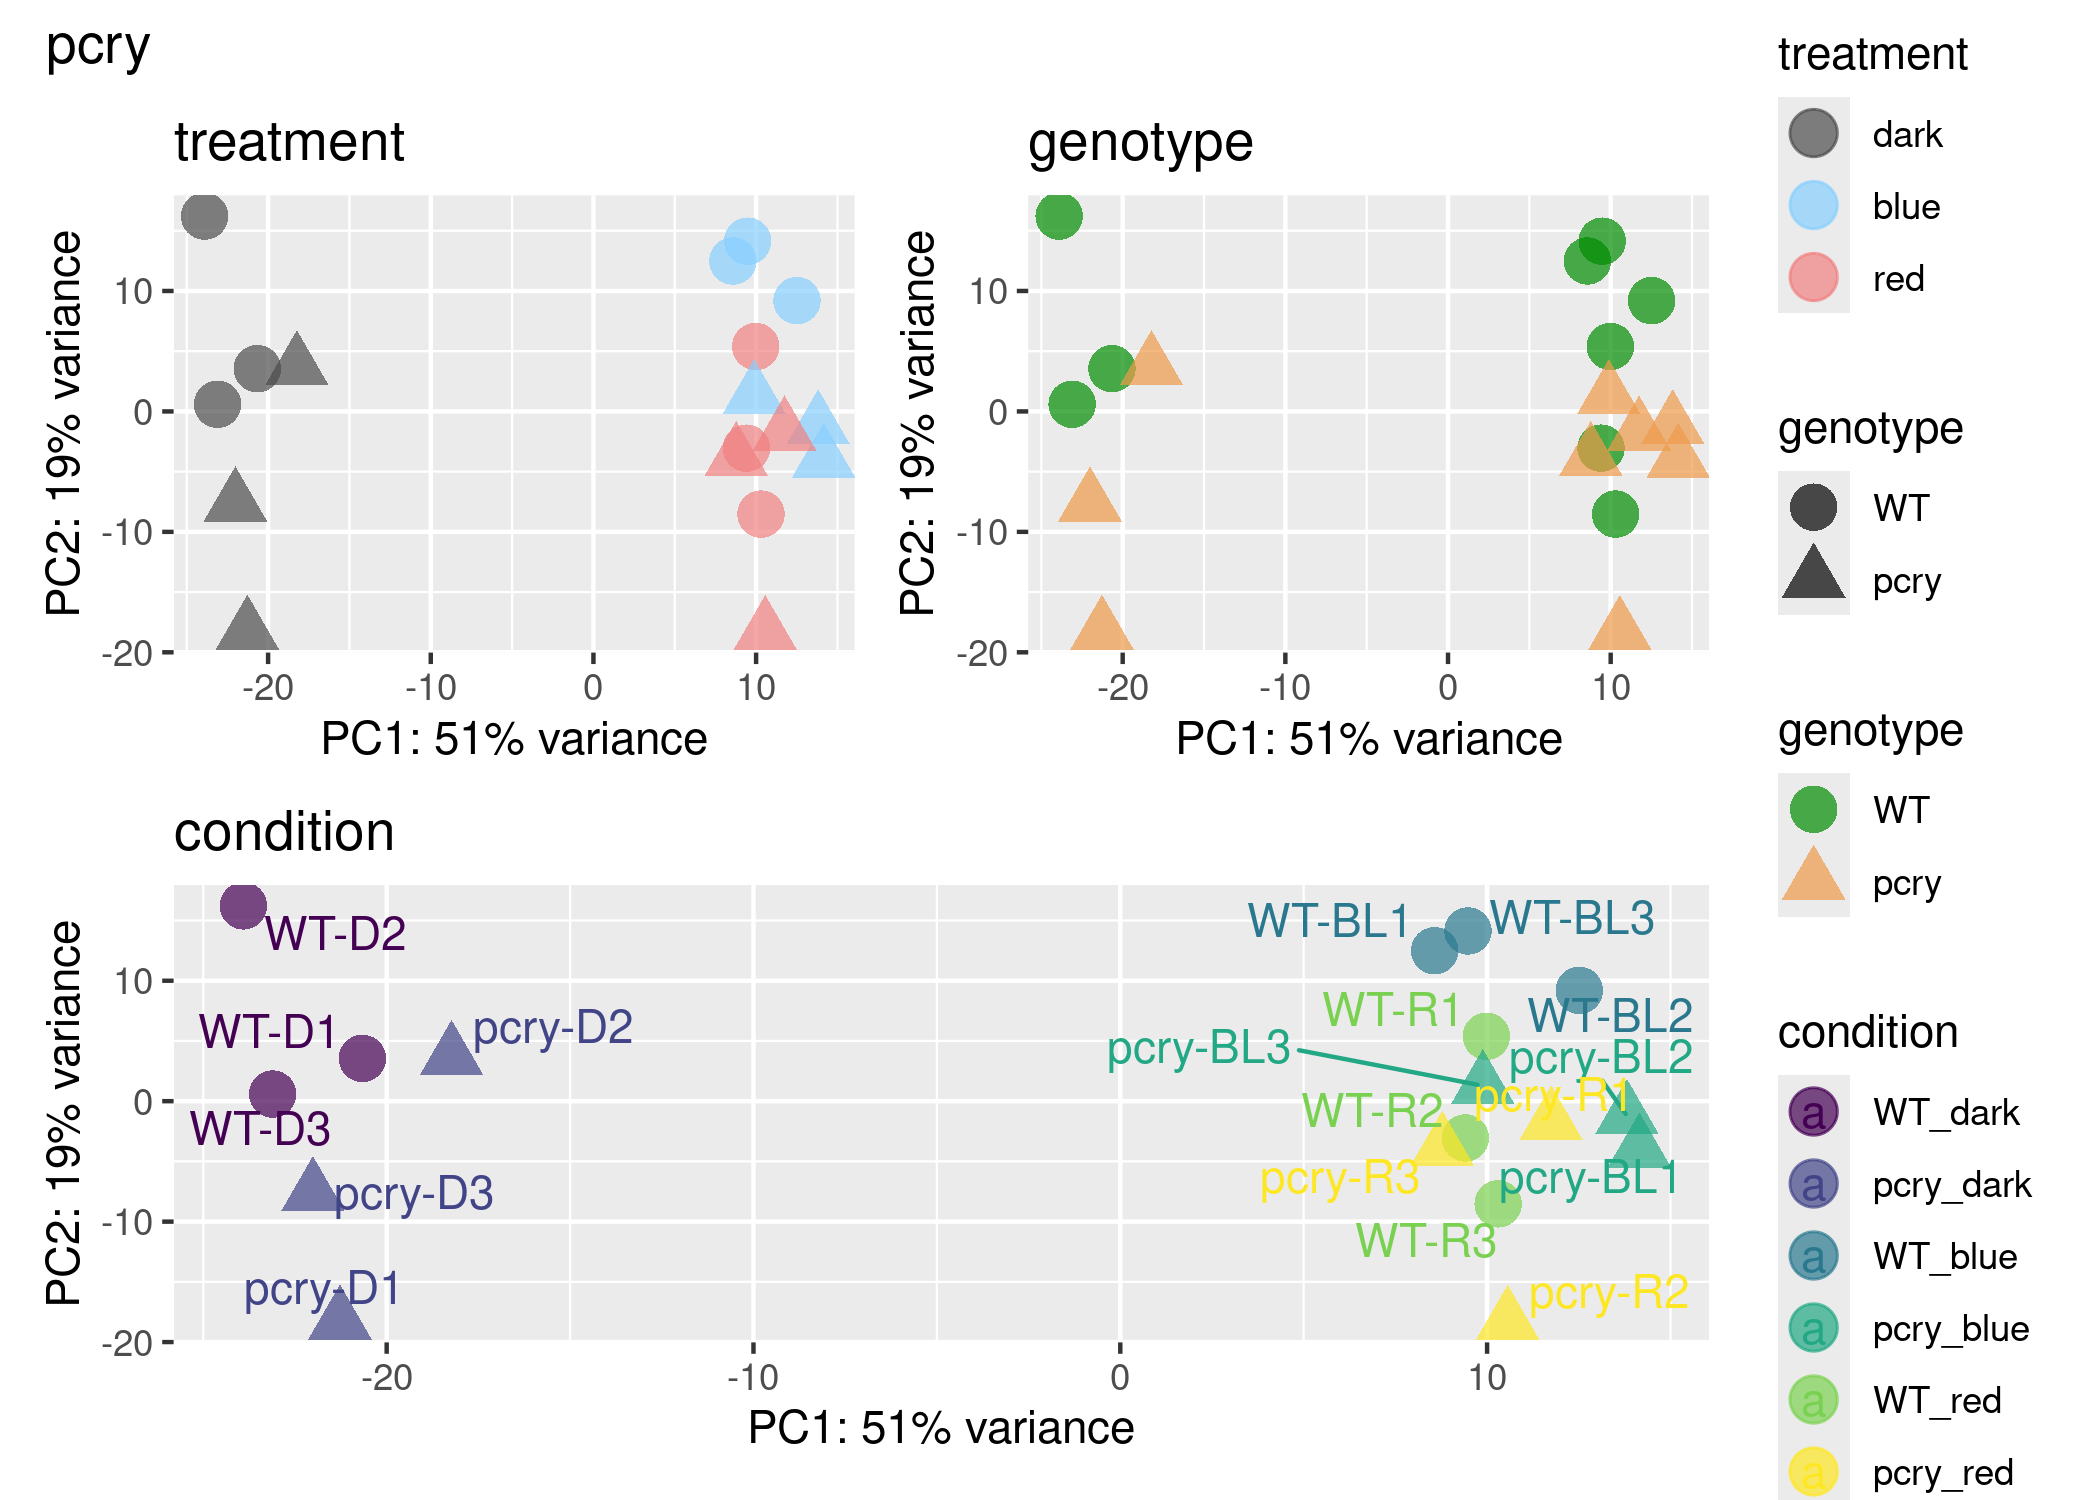 pcry
treatment
PC2: 19% variance
10
0
-10
-20
-20
-10
0
10
PC1: 51% variance
genotype
PC2: 19% variance
10
0
-10
-20
-20
-10
0
10
PC1: 51% variance
condition
PC2: 19% variance
10
0
-10
-20
WT-D2
WT-D1
pcry-D2
WT-D3
pcry-D3
pcry-D1
WT-BL1
WT-BL3
WT-R1
WT-BL2
pcry-BL3
pcry-BL2
pcry-R1
WT-R2
pcry-R3
pcry-BL1
WT-R3
pcry-R2
-20
-10
0
10
PC1: 51% variance
treatment
dark
blue
red
genotype
WT
pcry
genotype
WT
pcry
condition
a WT_dark
a pcry_dark
a WT_blue
a pcry_blue
a WT_red
a pcry_red